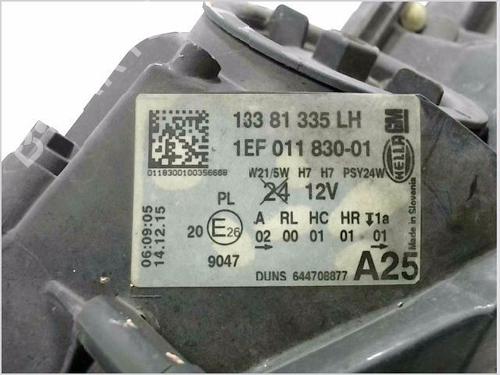 133 81 335 LH
1EF 011 830-01
HELLA GM
W21/5W H7 H7 PSY24W
0118300100356668
PL 24 12V
A RL HC HR 1a
20 E26
02 00 01 01 01
9047
DUNS 644708877
A25
06:09:05
14.12.15
Made in Slovenia